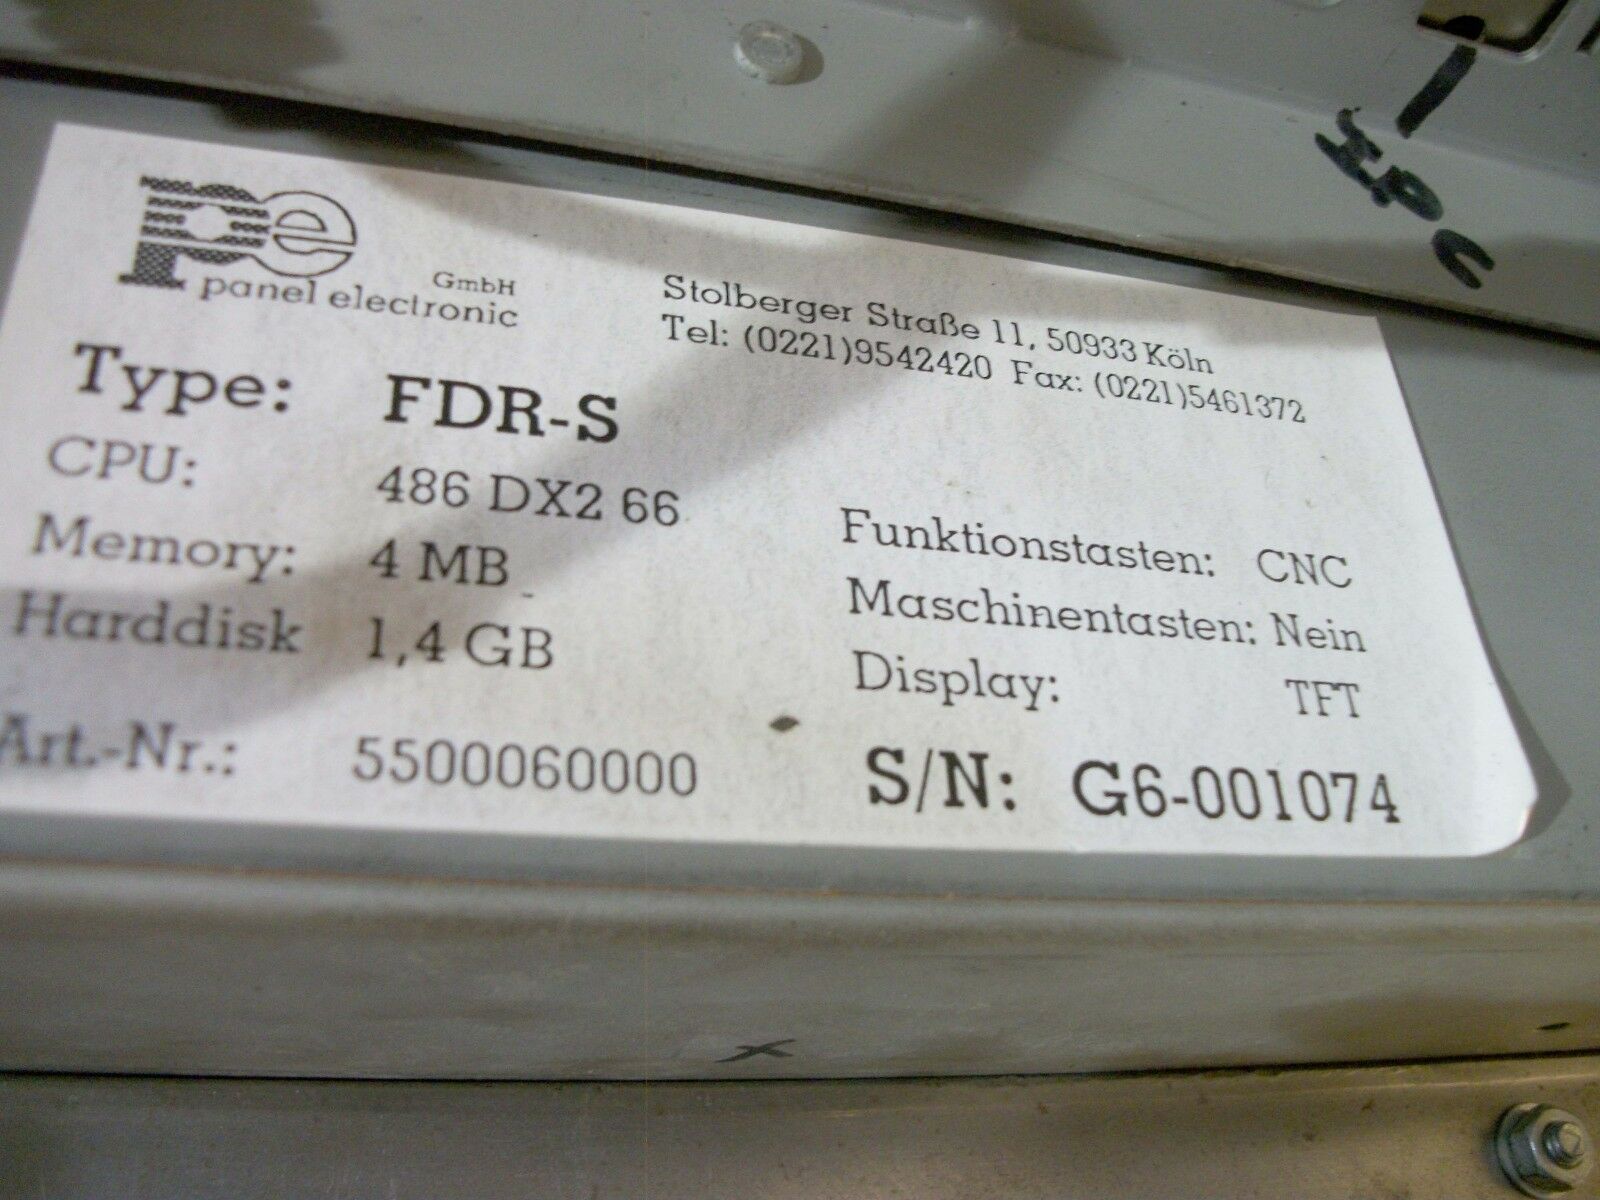 pe
GmbH
panel electronic
Stolberger Straße 11, 50933 Köln
Tel: (0221)9542420 Fax: (0221)5461372
Type: FDR-S
CPU: 486 DX2 66
Memory: 4 MB
Harddisk 1,4 GB
Funktionstasten: CNC
Maschinentasten: Nein
Display: TFT
Art.-Nr.: 5500060000
S/N: G6-001074